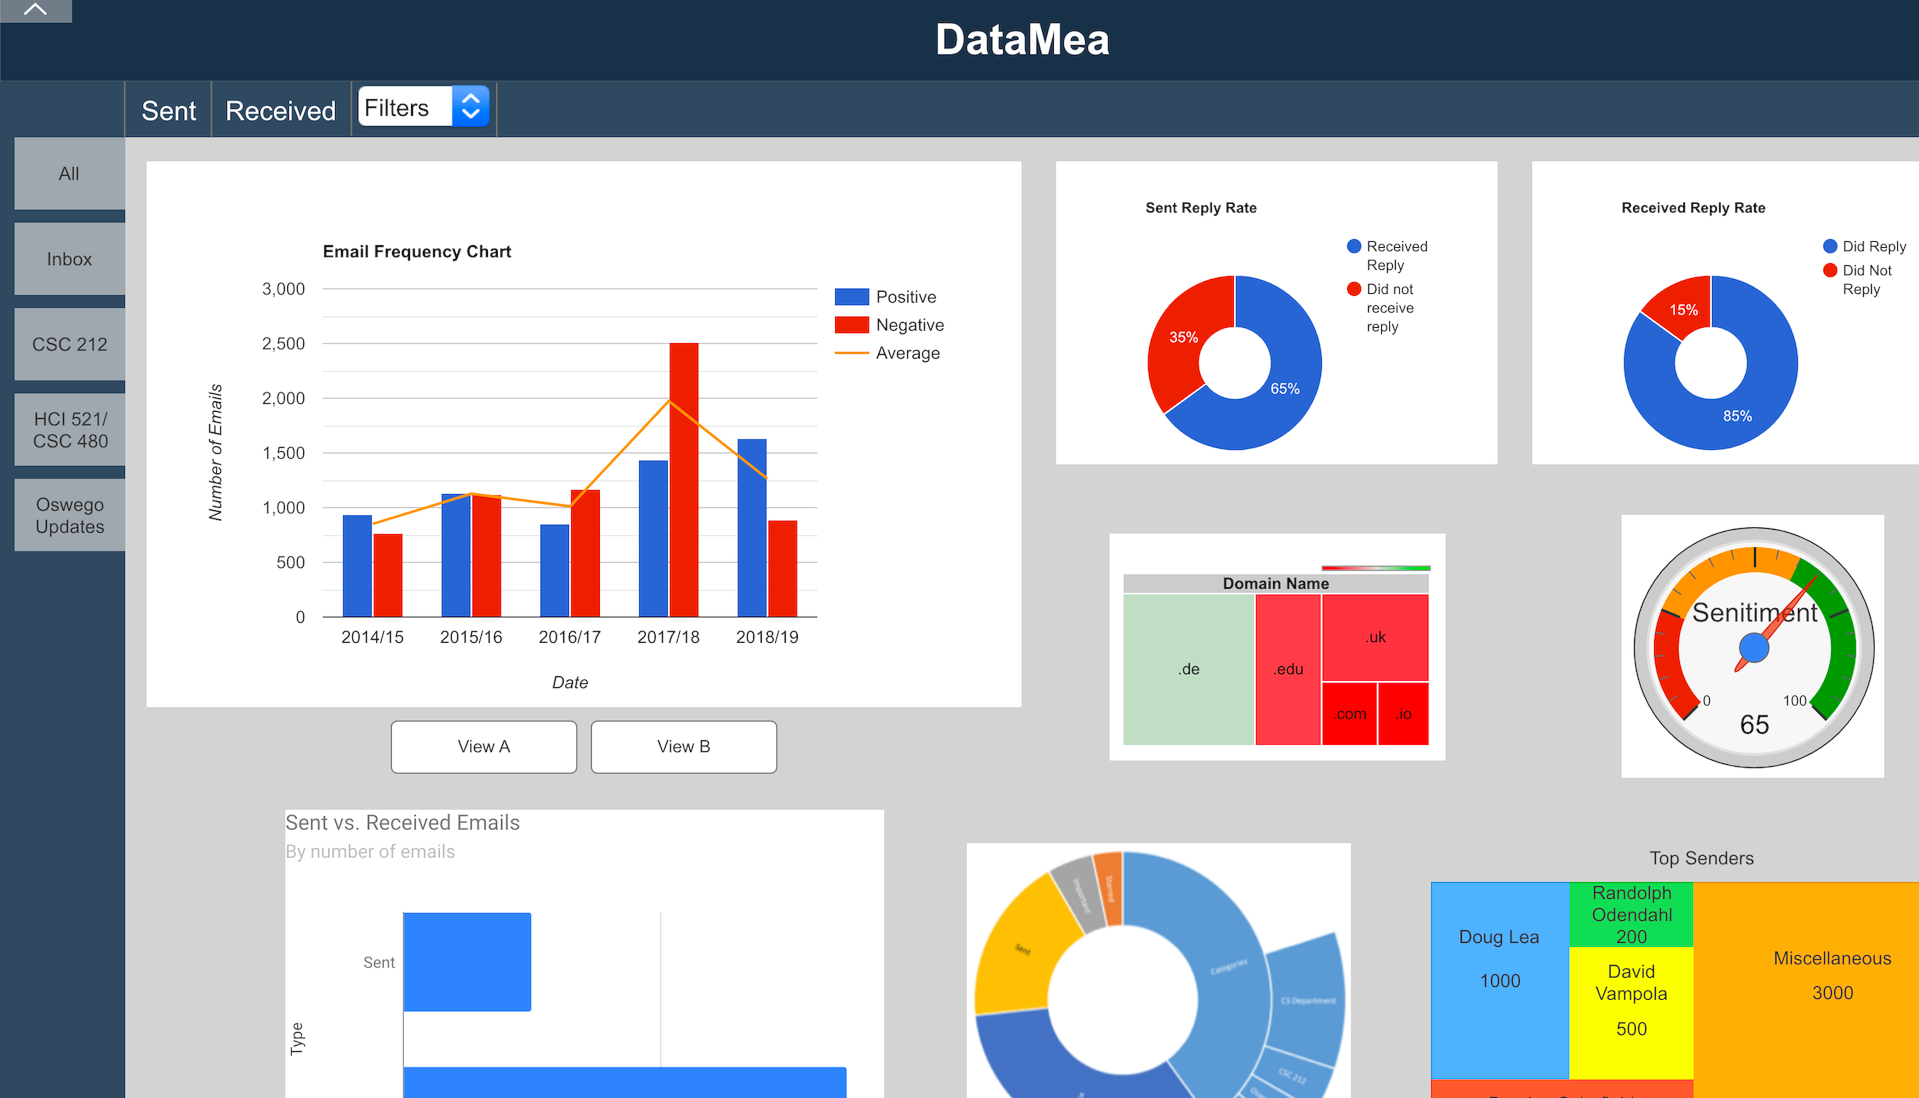 DataMea
Sent
Received
Filters
All
Inbox
CSC 212
HCI 521/
CSC 480
Oswego
Updates
Email Frequency Chart
3,000
2,500
2,000
1,500
1,000
500
0
Number of Emails
2014/15
2015/16
2016/17
2017/18
2018/19
Date
Positive
Negative
Average
View A
View B
Sent Reply Rate
Received
Reply
Did not
receive
reply
35%
65%
Received Reply Rate
Did Reply
Did Not
Reply
15%
85%
Domain Name
.de
.edu
.uk
.com
.io
Senitiment
0
100
65
Sent vs. Received Emails
By number of emails
Sent
Type
Starred
Important
Sent
Categories
CS Department
CSC 212
Top Senders
Doug Lea
1000
Randolph
Odendahl
200
David
Vampola
500
Miscellaneous
3000